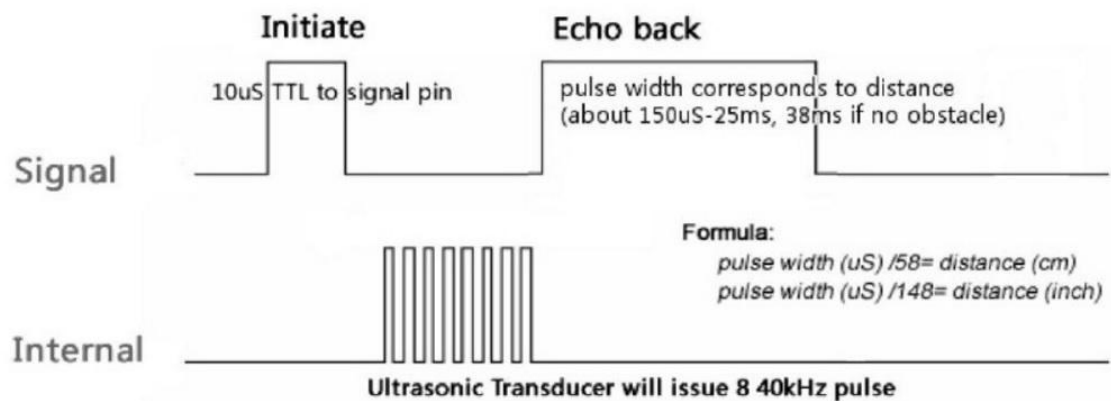 Initiate
Echo back
10uS TTL to signal pin
pulse width corresponds to distance
(about 150uS-25ms, 38ms if no obstacle)
Signal
Formula:
pulse width (uS) /58= distance (cm)
pulse width (uS) /148= distance (inch)
Internal
Ultrasonic Transducer will issue 8 40kHz pulse